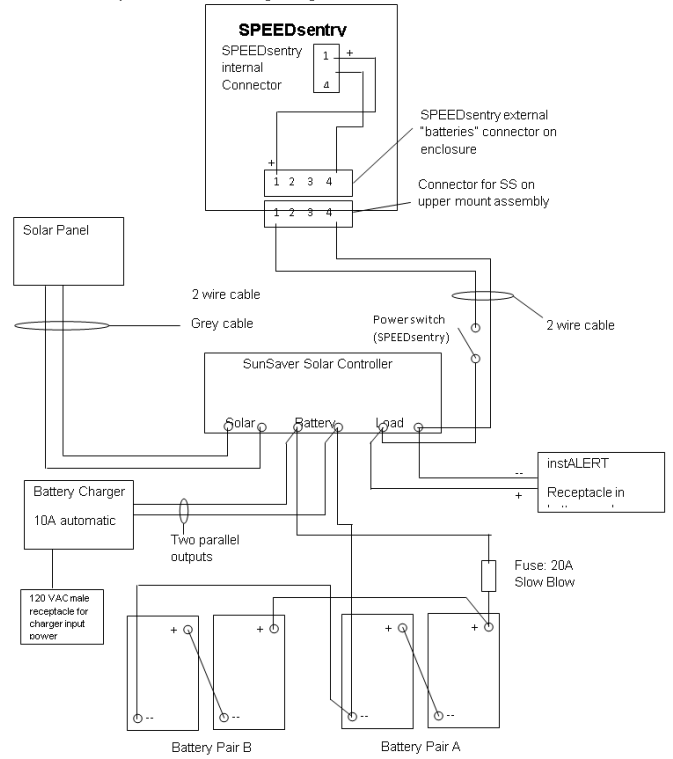 SPEEDsentry
SPEEDsentry
internal
Connector
1
+
4
SPEEDsentry external
"batteries" connector on
enclosure
+
1 2 3 4
Connector for SS on
upper mount assembly
1 2 3 4
Solar Panel
2 wire cable
Grey cable
Power switch
(SPEEDsentry)
2 wire cable
SunSaver Solar Controller
Solar
Battery
Load
instALERT
--
+
Receptacle in
Battery Charger
10A automatic
Two parallel
outputs
Fuse: 20A
Slow Blow
120 VAC male
receptacle for
charger input
power
+
+
+
+
--
--
--
--
Battery Pair B
Battery Pair A